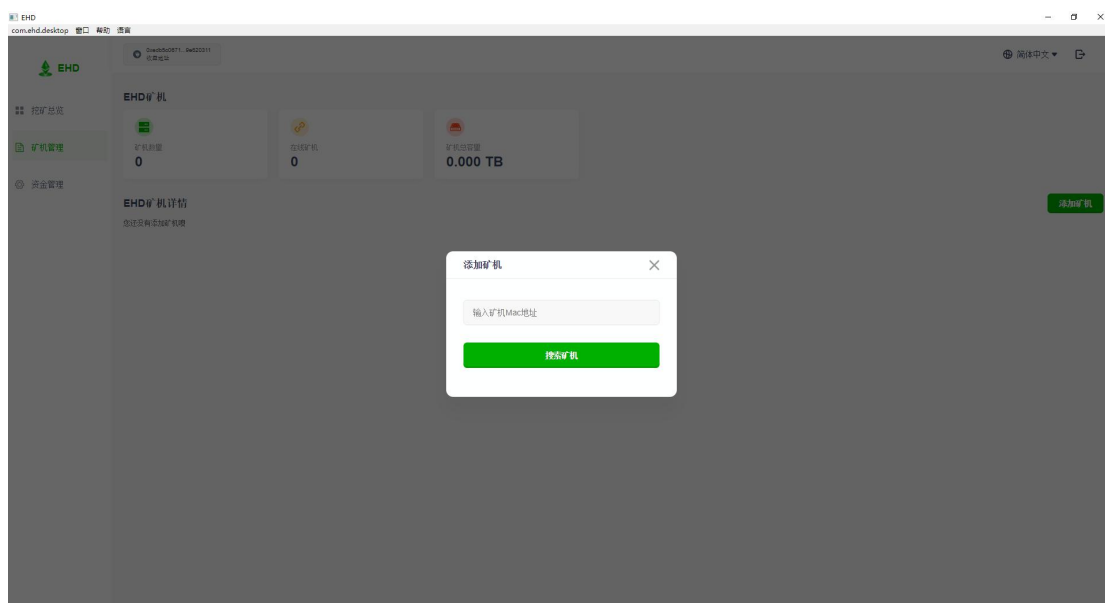 EHD
com.ehd.desktop 窗口 帮助 语言
EHD
简体中文
挖矿总览
矿机管理
资金管理
EHD矿机
矿机数量
0
在线矿机
0
矿机总容量
0.000 TB
EHD矿机详情
添加矿机
您还没有添加矿机喔
添加矿机
输入矿机Mac地址
搜索矿机